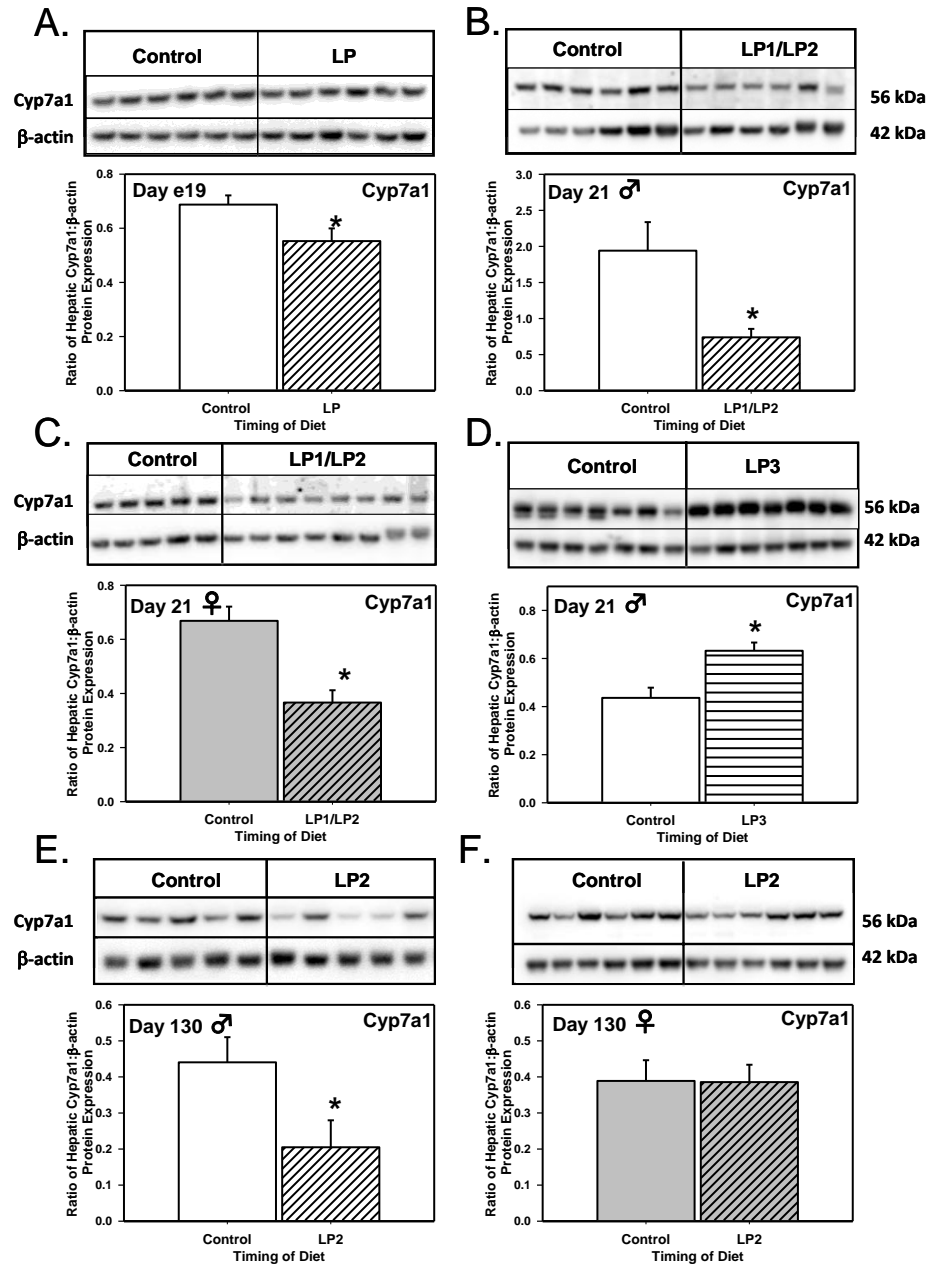 A.
Control LP
Cyp7a1
β-actin
Day e19 Cyp7a1
Ratio of Hepatic Cyp7a1:β-actin
Protein Expression
0.8
0.6
0.4
0.2
0.0
*
Control LP
Timing of Diet
B.
Control LP1/LP2
56 kDa
42 kDa
Day 21 ♂ Cyp7a1
Ratio of Hepatic Cyp7a1:β-actin
Protein Expression
3.0
2.5
2.0
1.5
1.0
0.5
0.0
*
Control LP1/LP2
Timing of Diet
C.
Control LP1/LP2
Cyp7a1
β-actin
Day 21 ♀ Cyp7a1
Ratio of Hepatic Cyp7a1:β-actin
Protein Expression
0.8
0.6
0.4
0.2
0.0
*
Control LP1/LP2
Timing of Diet
D.
Control LP3
56 kDa
42 kDa
Day 21 ♂ Cyp7a1
Ratio of Hepatic Cyp7a1:β-actin
Protein Expression
0.8
0.6
0.4
0.2
0.0
*
Control LP3
Timing of Diet
E.
Control LP2
Cyp7a1
β-actin
Day 130 ♂ Cyp7a1
Ratio of Hepatic Cyp7a1:β-actin
Protein Expression
0.6
0.5
0.4
0.3
0.2
0.1
0.0
*
Control LP2
Timing of Diet
F.
Control LP2
56 kDa
42 kDa
Day 130 ♀ Cyp7a1
Ratio of Hepatic Cyp7a1:β-actin
Protein Expression
0.6
0.5
0.4
0.3
0.2
0.1
0.0
Control LP2
Timing of Diet